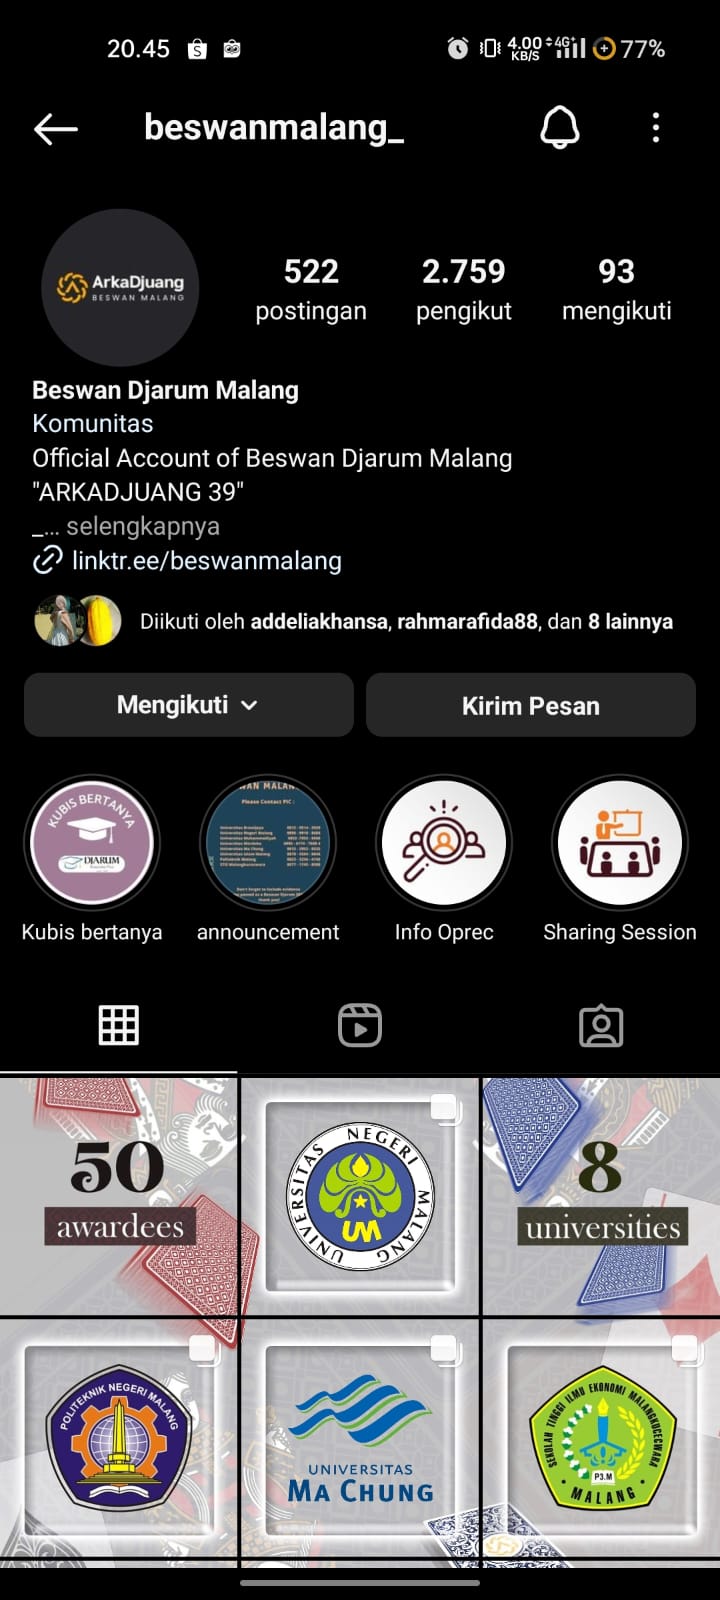 20.45
4.00
KB/S
4G+
77%
beswanmalang_
ArkaDjuang
BESWAN MALANG
522
postingan
2.759
pengikut
93
mengikuti
Beswan Djarum Malang
Komunitas
Official Account of Beswan Djarum Malang
"ARKADJUANG 39"
_... selengkapnya
linktr.ee/beswanmalang
Diikuti oleh addeliakhansa, rahmarafida88, dan 8 lainnya
Mengikuti
Kirim Pesan
KUBIS BERTANYA
DJARUM
Please Contact PIC :
Kubis bertanya
announcement
Info Oprec
Sharing Session
50
awardees
UNIVERSITAS NEGERI MALANG
UM
8
universities
POLITEKNIK NEGERI MALANG
UNIVERSITAS
MA CHUNG
SEKOLAH TINGGI ILMU EKONOMI MALANGKUCECWARA
P3.M
MALANG